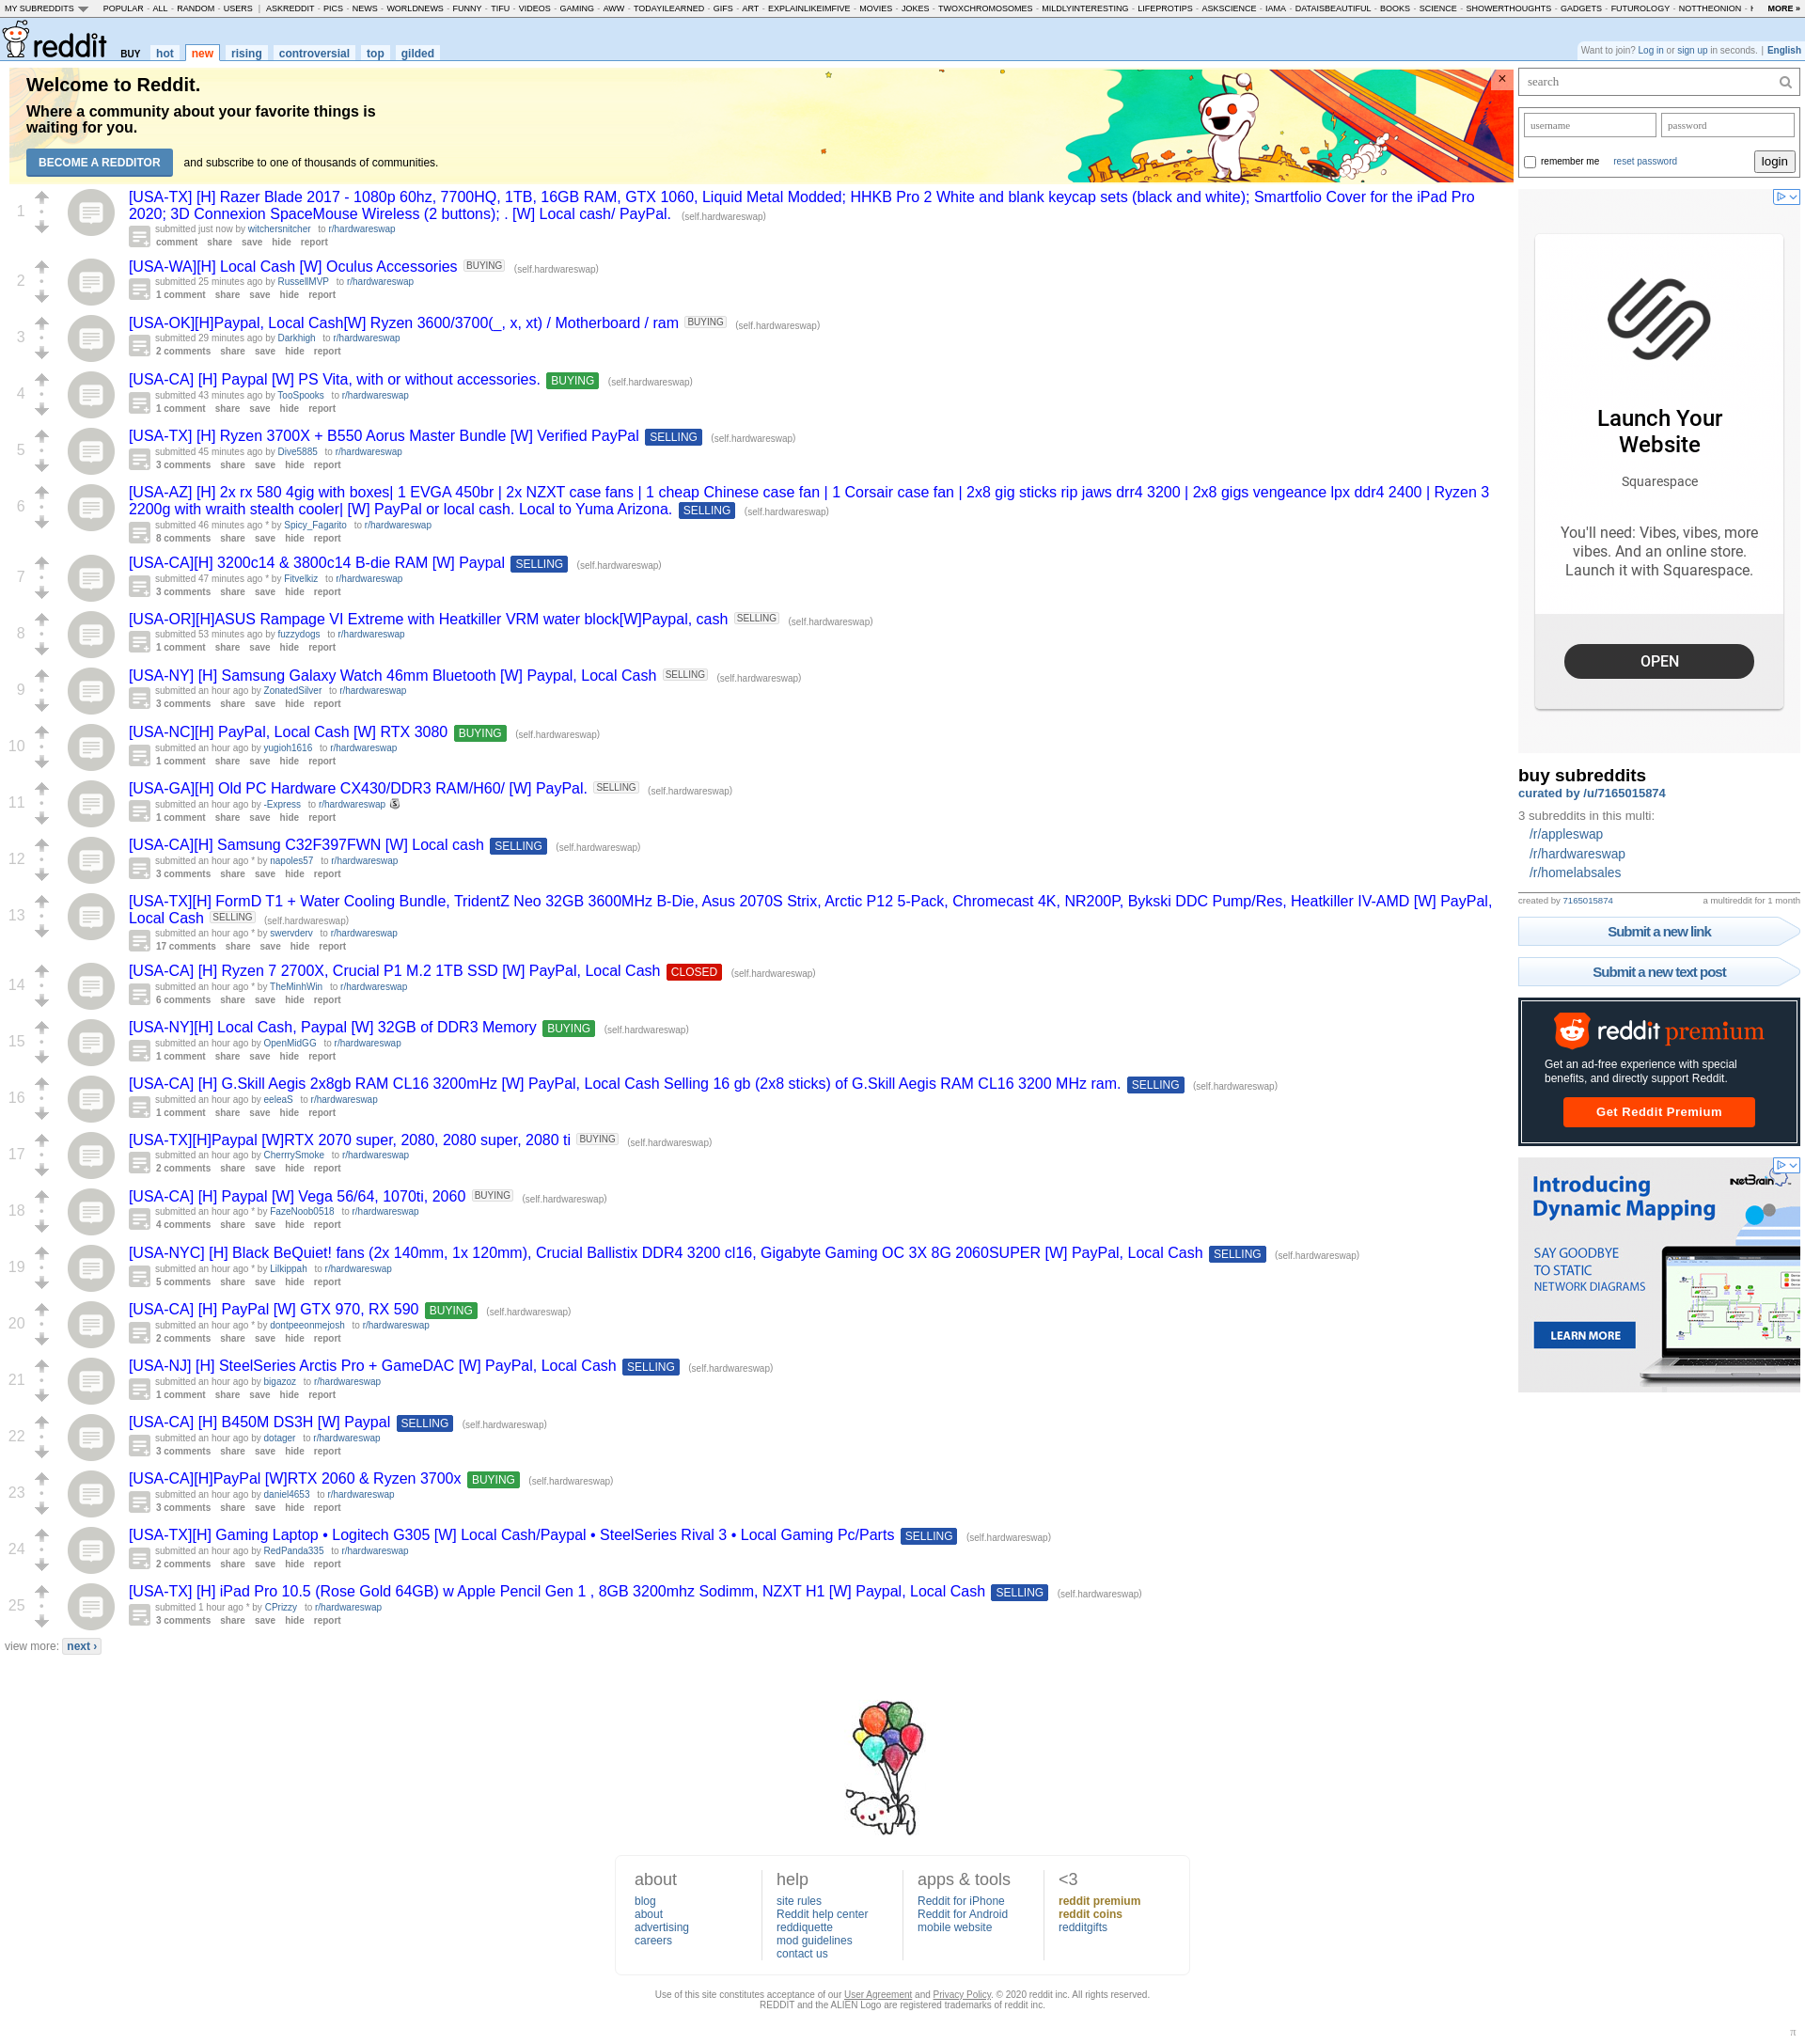 MY SUBREDDITS POPULAR - ALL - RANDOM - USERS | ASKREDDIT - PICS - NEWS - WORLDNEWS - FUNNY - TIFU - VIDEOS - GAMING - AWW - TODAYILEARNED - GIFS - ART - EXPLAINLIKEIMFIVE - MOVIES - JOKES - TWOXCHROMOSOMES - MILDLYINTERESTING - LIFEPROTIPS - ASKSCIENCE - IAMA - DATAISBEAUTIFUL - BOOKS - SCIENCE - SHOWERTHOUGHTS - GADGETS - FUTUROLOGY - NOTTHEONION - MORE »
reddit BUY hot new rising controversial top gilded
Want to join? Log in or sign up in seconds. | English
Welcome to Reddit.
Where a community about your favorite things is
waiting for you.
BECOME A REDDITOR and subscribe to one of thousands of communities.
×
1
[USA-TX] [H] Razer Blade 2017 - 1080p 60hz, 7700HQ, 1TB, 16GB RAM, GTX 1060, Liquid Metal Modded; HHKB Pro 2 White and blank keycap sets (black and white); Smartfolio Cover for the iPad Pro
2020; 3D Connexion SpaceMouse Wireless (2 buttons); . [W] Local cash/ PayPal. (self.hardwareswap)
submitted just now by witchersnitcher to r/hardwareswap
comment share save hide report
2
[USA-WA][H] Local Cash [W] Oculus Accessories BUYING (self.hardwareswap)
submitted 25 minutes ago by RussellMVP to r/hardwareswap
1 comment share save hide report
3
[USA-OK][H]Paypal, Local Cash[W] Ryzen 3600/3700(_, x, xt) / Motherboard / ram BUYING (self.hardwareswap)
submitted 29 minutes ago by Darkhigh to r/hardwareswap
2 comments share save hide report
4
[USA-CA] [H] Paypal [W] PS Vita, with or without accessories. BUYING (self.hardwareswap)
submitted 43 minutes ago by TooSpooks to r/hardwareswap
1 comment share save hide report
5
[USA-TX] [H] Ryzen 3700X + B550 Aorus Master Bundle [W] Verified PayPal SELLING (self.hardwareswap)
submitted 45 minutes ago by Dive5885 to r/hardwareswap
3 comments share save hide report
6
[USA-AZ] [H] 2x rx 580 4gig with boxes| 1 EVGA 450br | 2x NZXT case fans | 1 cheap Chinese case fan | 1 Corsair case fan | 2x8 gig sticks rip jaws drr4 3200 | 2x8 gigs vengeance lpx ddr4 2400 | Ryzen 3
2200g with wraith stealth cooler| [W] PayPal or local cash. Local to Yuma Arizona. SELLING (self.hardwareswap)
submitted 46 minutes ago * by Spicy_Fagarito to r/hardwareswap
8 comments share save hide report
7
[USA-CA][H] 3200c14 & 3800c14 B-die RAM [W] Paypal SELLING (self.hardwareswap)
submitted 47 minutes ago * by Fitvelkiz to r/hardwareswap
3 comments share save hide report
8
[USA-OR][H]ASUS Rampage VI Extreme with Heatkiller VRM water block[W]Paypal, cash SELLING (self.hardwareswap)
submitted 53 minutes ago by fuzzydogs to r/hardwareswap
1 comment share save hide report
9
[USA-NY] [H] Samsung Galaxy Watch 46mm Bluetooth [W] Paypal, Local Cash SELLING (self.hardwareswap)
submitted an hour ago by ZonatedSilver to r/hardwareswap
3 comments share save hide report
10
[USA-NC][H] PayPal, Local Cash [W] RTX 3080 BUYING (self.hardwareswap)
submitted an hour ago by yugioh1616 to r/hardwareswap
1 comment share save hide report
11
[USA-GA][H] Old PC Hardware CX430/DDR3 RAM/H60/ [W] PayPal. SELLING (self.hardwareswap)
submitted an hour ago by -Express to r/hardwareswap
1 comment share save hide report
12
[USA-CA][H] Samsung C32F397FWN [W] Local cash SELLING (self.hardwareswap)
submitted an hour ago * by napoles57 to r/hardwareswap
3 comments share save hide report
13
[USA-TX][H] FormD T1 + Water Cooling Bundle, TridentZ Neo 32GB 3600MHz B-Die, Asus 2070S Strix, Arctic P12 5-Pack, Chromecast 4K, NR200P, Bykski DDC Pump/Res, Heatkiller IV-AMD [W] PayPal,
Local Cash SELLING (self.hardwareswap)
submitted an hour ago * by swervderv to r/hardwareswap
17 comments share save hide report
14
[USA-CA] [H] Ryzen 7 2700X, Crucial P1 M.2 1TB SSD [W] PayPal, Local Cash CLOSED (self.hardwareswap)
submitted an hour ago * by TheMinhWin to r/hardwareswap
6 comments share save hide report
15
[USA-NY][H] Local Cash, Paypal [W] 32GB of DDR3 Memory BUYING (self.hardwareswap)
submitted an hour ago by OpenMidGG to r/hardwareswap
1 comment share save hide report
16
[USA-CA] [H] G.Skill Aegis 2x8gb RAM CL16 3200mHz [W] PayPal, Local Cash Selling 16 gb (2x8 sticks) of G.Skill Aegis RAM CL16 3200 MHz ram. SELLING (self.hardwareswap)
submitted an hour ago by eeleaS to r/hardwareswap
1 comment share save hide report
17
[USA-TX][H]Paypal [W]RTX 2070 super, 2080, 2080 super, 2080 ti BUYING (self.hardwareswap)
submitted an hour ago by CherrrySmoke to r/hardwareswap
2 comments share save hide report
18
[USA-CA] [H] Paypal [W] Vega 56/64, 1070ti, 2060 BUYING (self.hardwareswap)
submitted an hour ago * by FazeNoob0518 to r/hardwareswap
4 comments share save hide report
19
[USA-NYC] [H] Black BeQuiet! fans (2x 140mm, 1x 120mm), Crucial Ballistix DDR4 3200 cl16, Gigabyte Gaming OC 3X 8G 2060SUPER [W] PayPal, Local Cash SELLING (self.hardwareswap)
submitted an hour ago * by Lilkippah to r/hardwareswap
5 comments share save hide report
20
[USA-CA] [H] PayPal [W] GTX 970, RX 590 BUYING (self.hardwareswap)
submitted an hour ago * by dontpeeonmejosh to r/hardwareswap
2 comments share save hide report
21
[USA-NJ] [H] SteelSeries Arctis Pro + GameDAC [W] PayPal, Local Cash SELLING (self.hardwareswap)
submitted an hour ago by bigazoz to r/hardwareswap
1 comment share save hide report
22
[USA-CA] [H] B450M DS3H [W] Paypal SELLING (self.hardwareswap)
submitted an hour ago by dotager to r/hardwareswap
3 comments share save hide report
23
[USA-CA][H]PayPal [W]RTX 2060 & Ryzen 3700x BUYING (self.hardwareswap)
submitted an hour ago by daniel4653 to r/hardwareswap
3 comments share save hide report
24
[USA-TX][H] Gaming Laptop • Logitech G305 [W] Local Cash/Paypal • SteelSeries Rival 3 • Local Gaming Pc/Parts SELLING (self.hardwareswap)
submitted an hour ago by RedPanda335 to r/hardwareswap
2 comments share save hide report
25
[USA-TX] [H] iPad Pro 10.5 (Rose Gold 64GB) w Apple Pencil Gen 1 , 8GB 3200mhz Sodimm, NZXT H1 [W] Paypal, Local Cash SELLING (self.hardwareswap)
submitted 1 hour ago * by CPrizzy to r/hardwareswap
3 comments share save hide report
view more: next ›
search
username password
remember me reset password login
Launch Your
Website
Squarespace
You'll need: Vibes, vibes, more
vibes. And an online store.
Launch it with Squarespace.
OPEN
buy subreddits
curated by /u/7165015874
3 subreddits in this multi:
/r/appleswap
/r/hardwareswap
/r/homelabsales
created by 7165015874 a multireddit for 1 month
Submit a new link
Submit a new text post
reddit premium
Get an ad-free experience with special
benefits, and directly support Reddit.
Get Reddit Premium
NetBrain
Introducing
Dynamic Mapping
SAY GOODBYE
TO STATIC
NETWORK DIAGRAMS
LEARN MORE
about
blog
about
advertising
careers
help
site rules
Reddit help center
reddiquette
mod guidelines
contact us
apps & tools
Reddit for iPhone
Reddit for Android
mobile website
<3
reddit premium
reddit coins
redditgifts
Use of this site constitutes acceptance of our User Agreement and Privacy Policy. © 2020 reddit inc. All rights reserved.
REDDIT and the ALIEN Logo are registered trademarks of reddit inc.
π